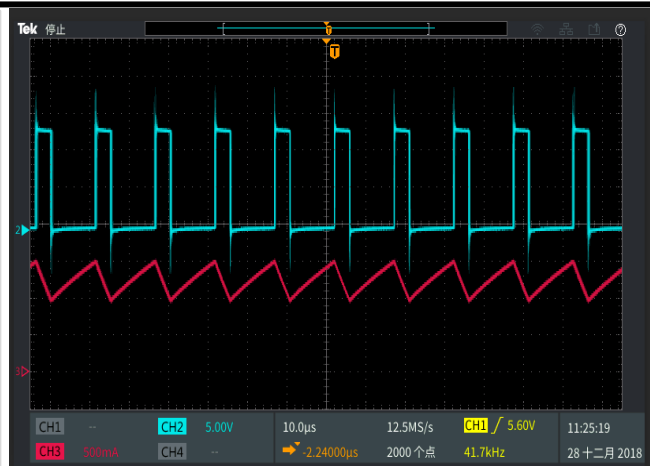 Tek 停止
[ T ]
T
2
3
CH1 -- CH2 5.00V 10.0µs 12.5MS/s CH1 / 5.60V 11:25:19
CH3 500mA CH4 -- -2.24000µs 2000 个点 41.7kHz 28 十二月 2018